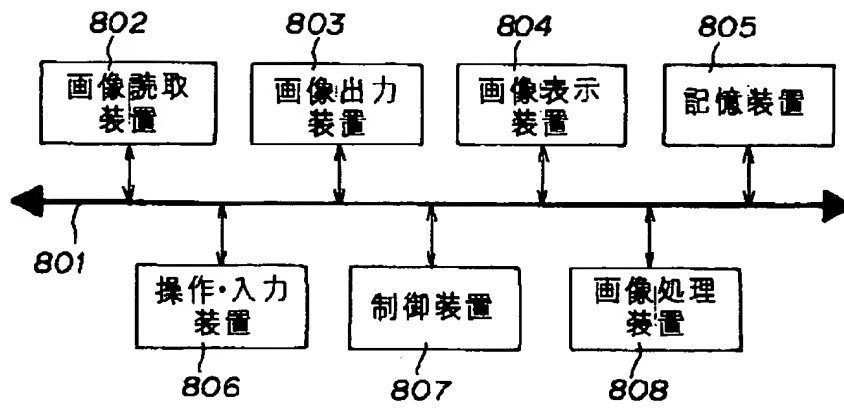 802
803
804
805
画像読取
装置
画像出力
装置
画像表示
装置
記憶装置
801
操作・入力
装置
制御装置
画像処理
装置
806
807
808